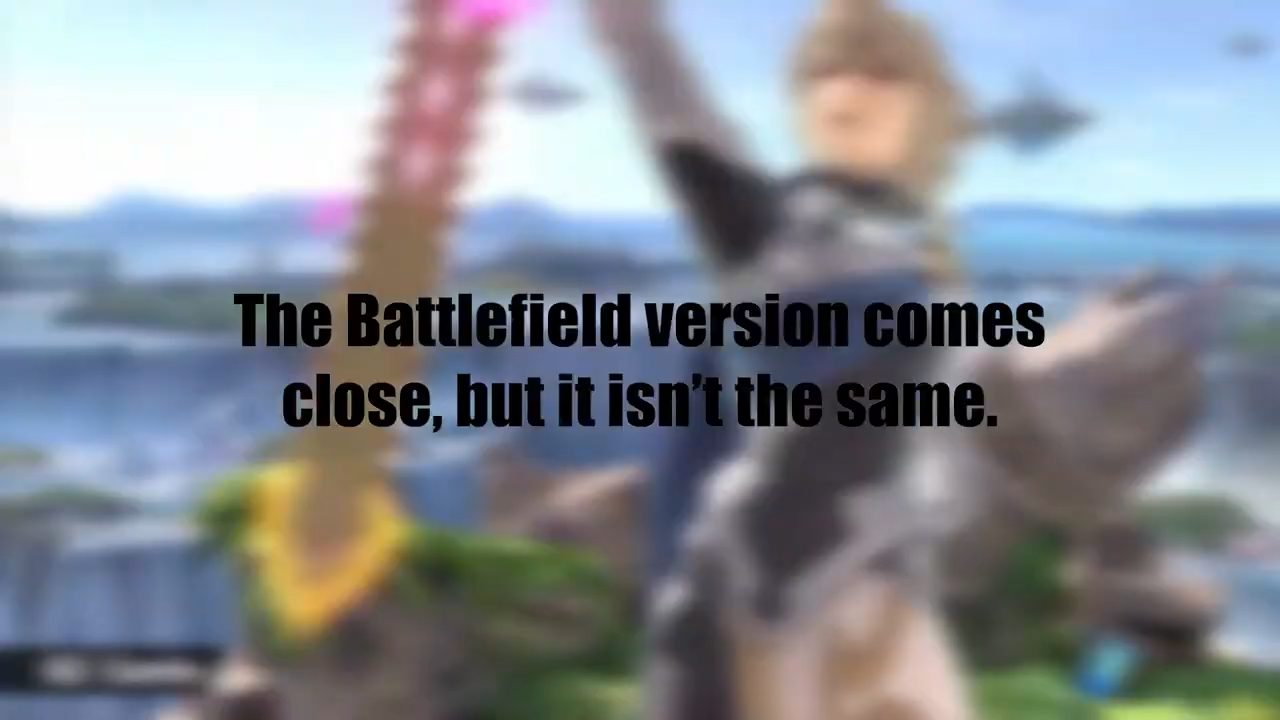 The Battlefield version comes
close, but it isn’t the same.